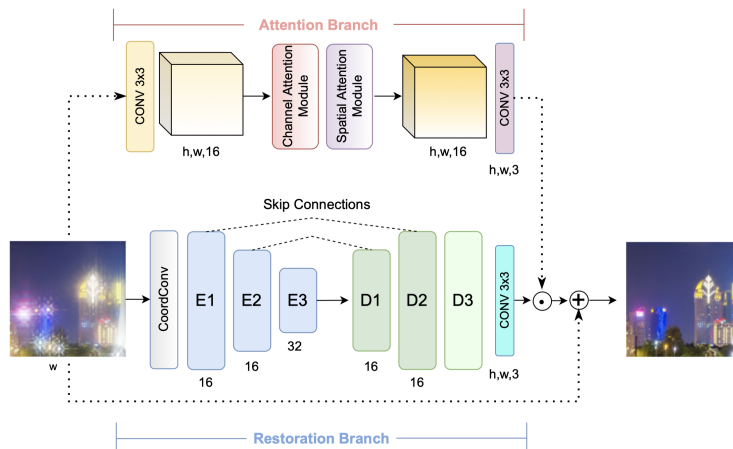 Attention Branch
CONV 3x3
h,w,16
Channel Attention
Module
Spatial Attention
Module
h,w,16
CONV 3x3
h,w,3
Skip Connections
w
CoordConv
E1
16
E2
16
E3
32
D1
16
D2
16
D3
CONV 3x3
h,w,3
Restoration Branch